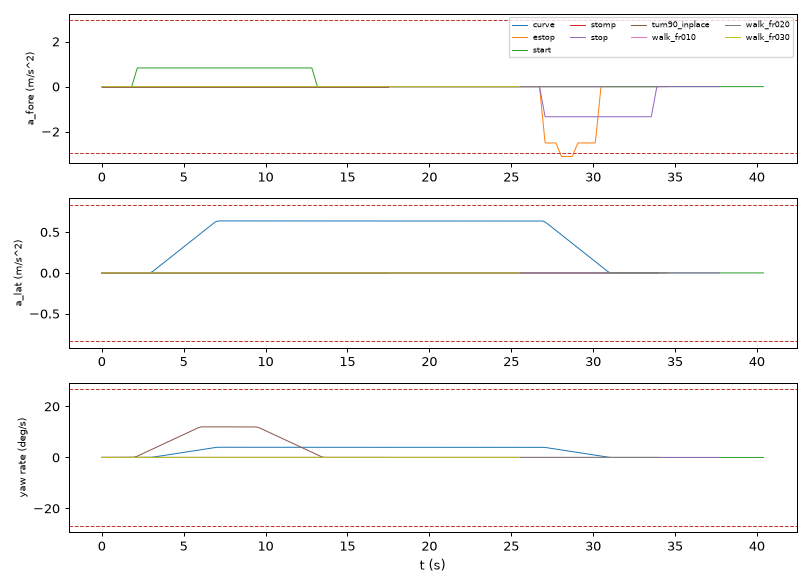 curve stomp turn90_inplace walk_fr020
estop stop walk_fr010 walk_fr030
start
a_fore (m/s^2)
2
0
−2
0 5 10 15 20 25 30 35 40
a_lat (m/s^2)
0.5
0.0
−0.5
0 5 10 15 20 25 30 35 40
yaw rate (deg/s)
20
0
−20
0 5 10 15 20 25 30 35 40
t (s)